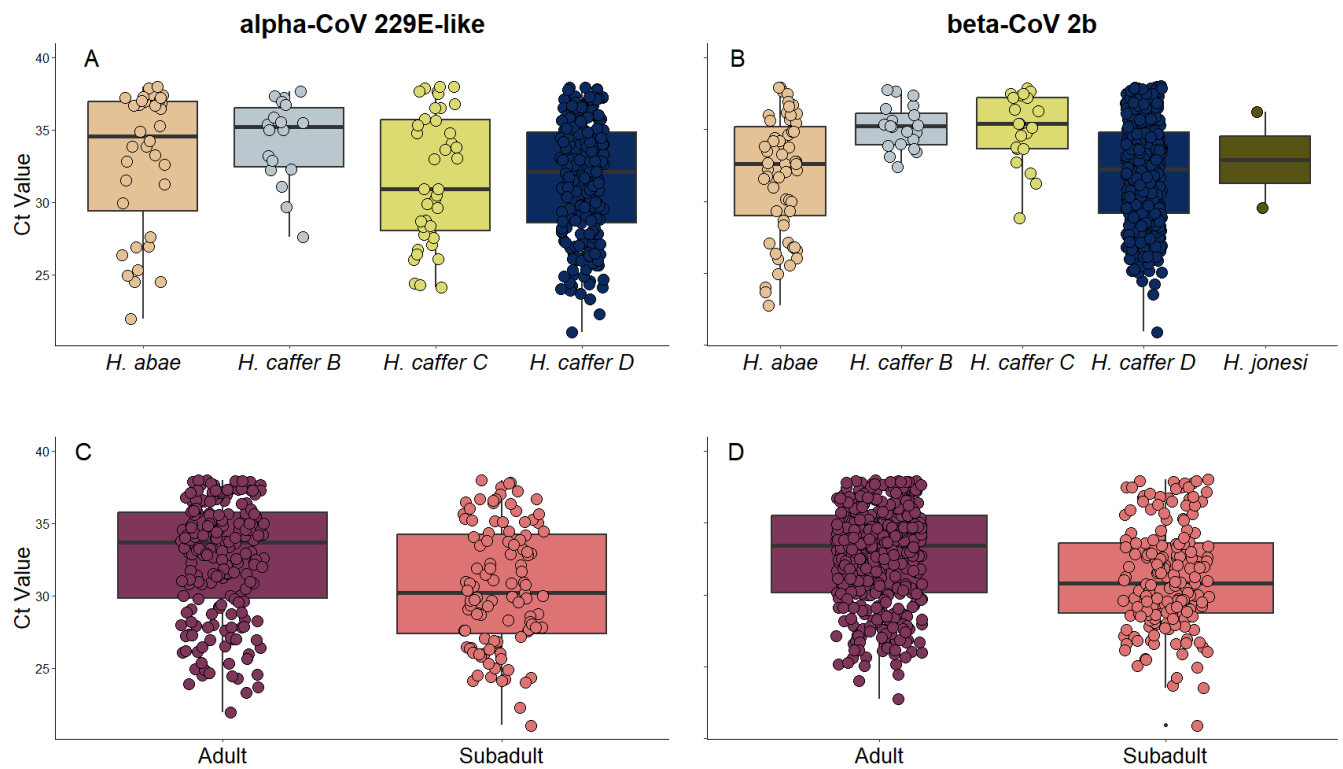 alpha-CoV 229E-like
beta-CoV 2b
A
B
Ct Value
40
35
30
25
H. abae
H. caffer B
H. caffer C
H. caffer D
H. abae
H. caffer B
H. caffer C
H. caffer D
H. jonesi
C
D
Ct Value
40
35
30
25
Adult
Subadult
Adult
Subadult